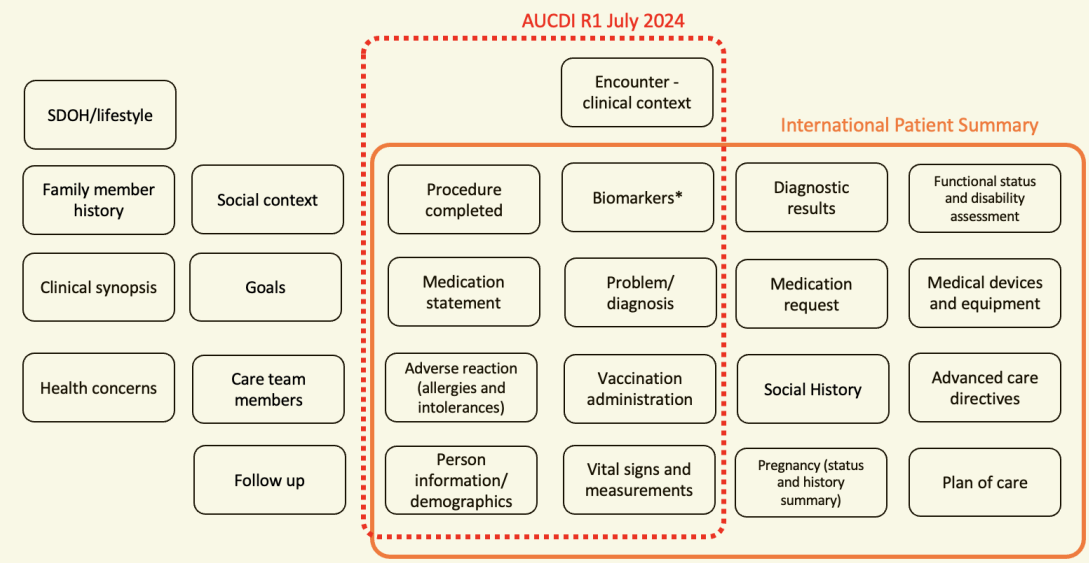 AUCDI R1 July 2024
Encounter -
clinical context
SDOH/lifestyle
International Patient Summary
Family member
history
Social context
Procedure
completed
Biomarkers*
Diagnostic
results
Functional status
and disability
assessment
Clinical synopsis
Goals
Medication
statement
Problem/
diagnosis
Medication
request
Medical devices
and equipment
Health concerns
Care team
members
Adverse reaction
(allergies and
intolerances)
Vaccination
administration
Social History
Advanced care
directives
Follow up
Person
information/
demographics
Vital signs and
measurements
Pregnancy (status
and history
summary)
Plan of care